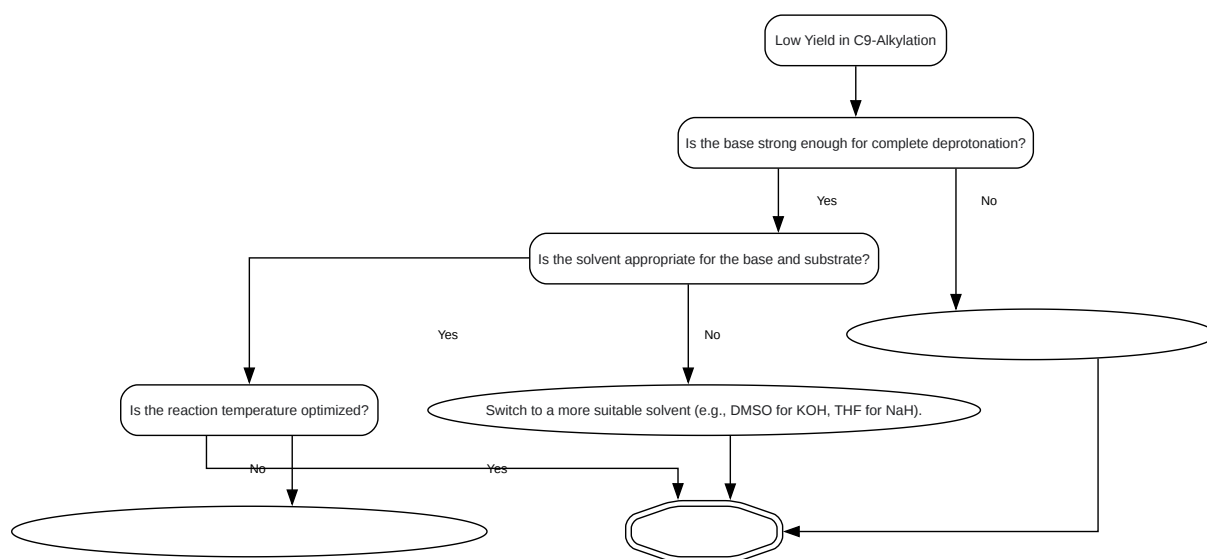 Low Yield in C9-Alkylation
Is the base strong enough for complete deprotonation?
Yes
No
Is the solvent appropriate for the base and substrate?
Yes
No
Is the reaction temperature optimized?
Switch to a more suitable solvent (e.g., DMSO for KOH, THF for NaH).
No
Yes